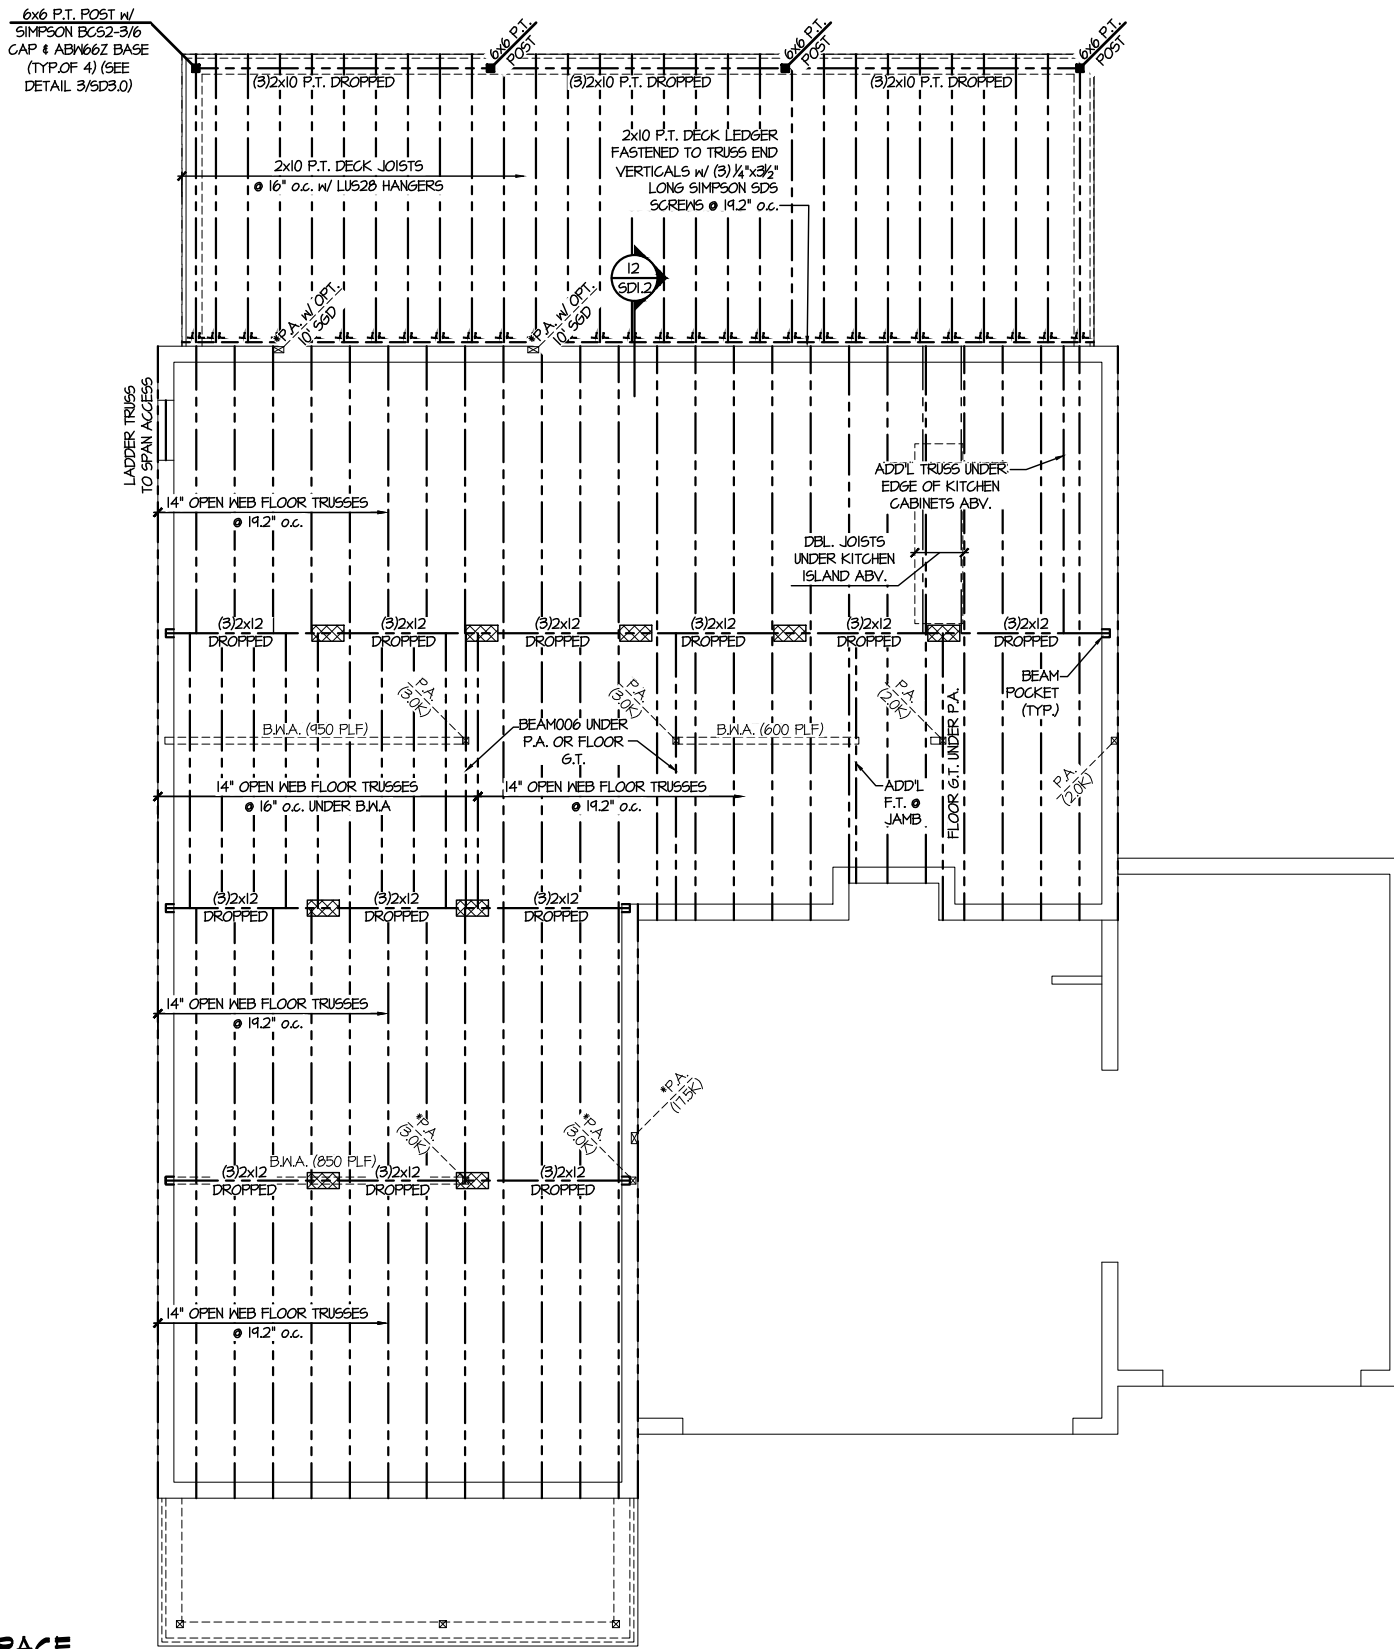 6x6 P.T. POST w/
SIMPSON BCS2-3/6
CAP & ABW66Z BASE
(TYP.OF 4) (SEE
DETAIL 3/SD3.0)
6x6 P.T.
POST
6x6 P.T.
POST
6x6 P.T.
POST
(3)2x10 P.T. DROPPED
(3)2x10 P.T. DROPPED
(3)2x10 P.T. DROPPED
2x10 P.T. DECK JOISTS
@ 16" o.c. w/ LUS28 HANGERS
2x10 P.T. DECK LEDGER
FASTENED TO TRUSS END
VERTICALS w/ (3) 1/4"x3 1/2"
LONG SIMPSON SDS
SCREWS @ 19.2" o.c.
12
SD1.2
*P.A. W/ OPT.
10' SGD
*P.A. W/ OPT.
10' SGD
LADDER TRUSS
TO SPAN ACCESS
14" OPEN WEB FLOOR TRUSSES
@ 19.2" o.c.
ADD'L TRUSS UNDER
EDGE OF KITCHEN
CABINETS ABV.
DBL. JOISTS
UNDER KITCHEN
ISLAND ABV.
(3)2x12
DROPPED
(3)2x12
DROPPED
(3)2x12
DROPPED
(3)2x12
DROPPED
(3)2x12
DROPPED
(3)2x12
DROPPED
BEAM
POCKET
(TYP.)
P.A.
(3.0K)
P.A.
(3.0K)
P.A.
(2.0K)
P.A.
(2.0K)
B.W.A. (950 PLF)
BEAM006 UNDER
P.A. OR FLOOR
G.T.
B.W.A. (600 PLF)
14" OPEN WEB FLOOR TRUSSES
@ 16" o.c. UNDER B.W.A
14" OPEN WEB FLOOR TRUSSES
@ 19.2" o.c.
ADD'L
F.T. @
JAMB
FLOOR G.T. UNDER P.A.
(3)2x12
DROPPED
(3)2x12
DROPPED
(3)2x12
DROPPED
14" OPEN WEB FLOOR TRUSSES
@ 19.2" o.c.
*P.A.
(17.5K)
*P.A.
(3.0K)
*P.A.
(3.0K)
B.W.A. (850 PLF)
(3)2x12
DROPPED
(3)2x12
DROPPED
(3)2x12
DROPPED
14" OPEN WEB FLOOR TRUSSES
@ 19.2" o.c.